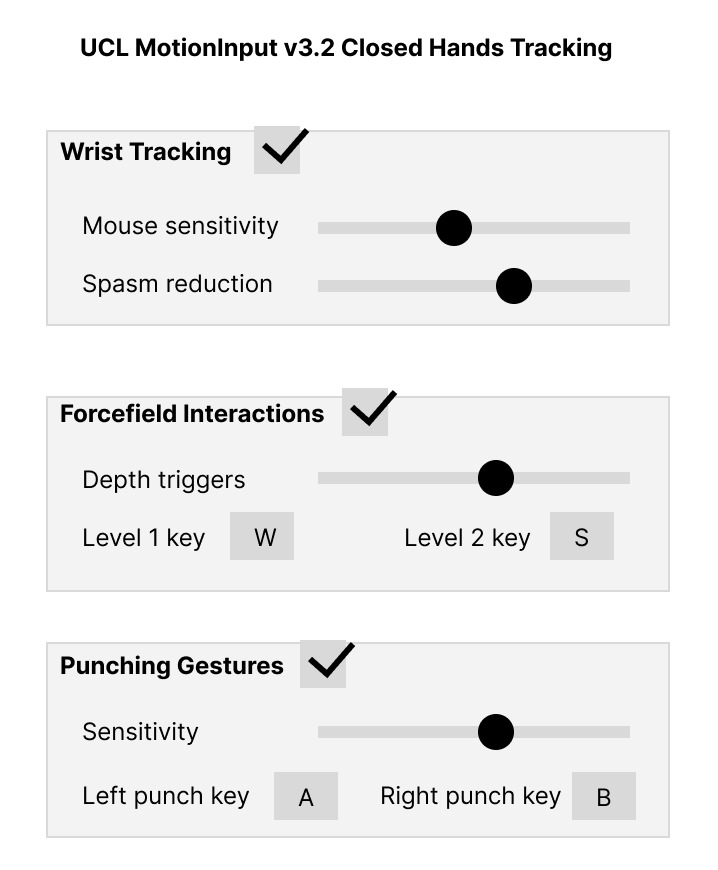 UCL MotionInput v3.2 Closed Hands Tracking
Wrist Tracking
Mouse sensitivity
Spasm reduction
Forcefield Interactions
Depth triggers
Level 1 key W Level 2 key S
Punching Gestures
Sensitivity
Left punch key A Right punch key B